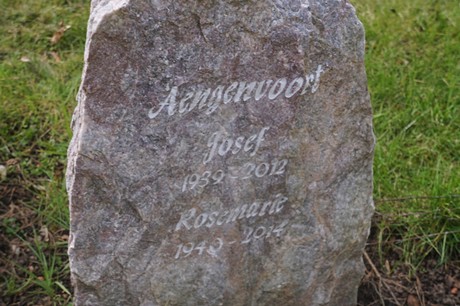 Aengenvoort
Josef
1939 - 2012
Rosemarie
1940 - 2014